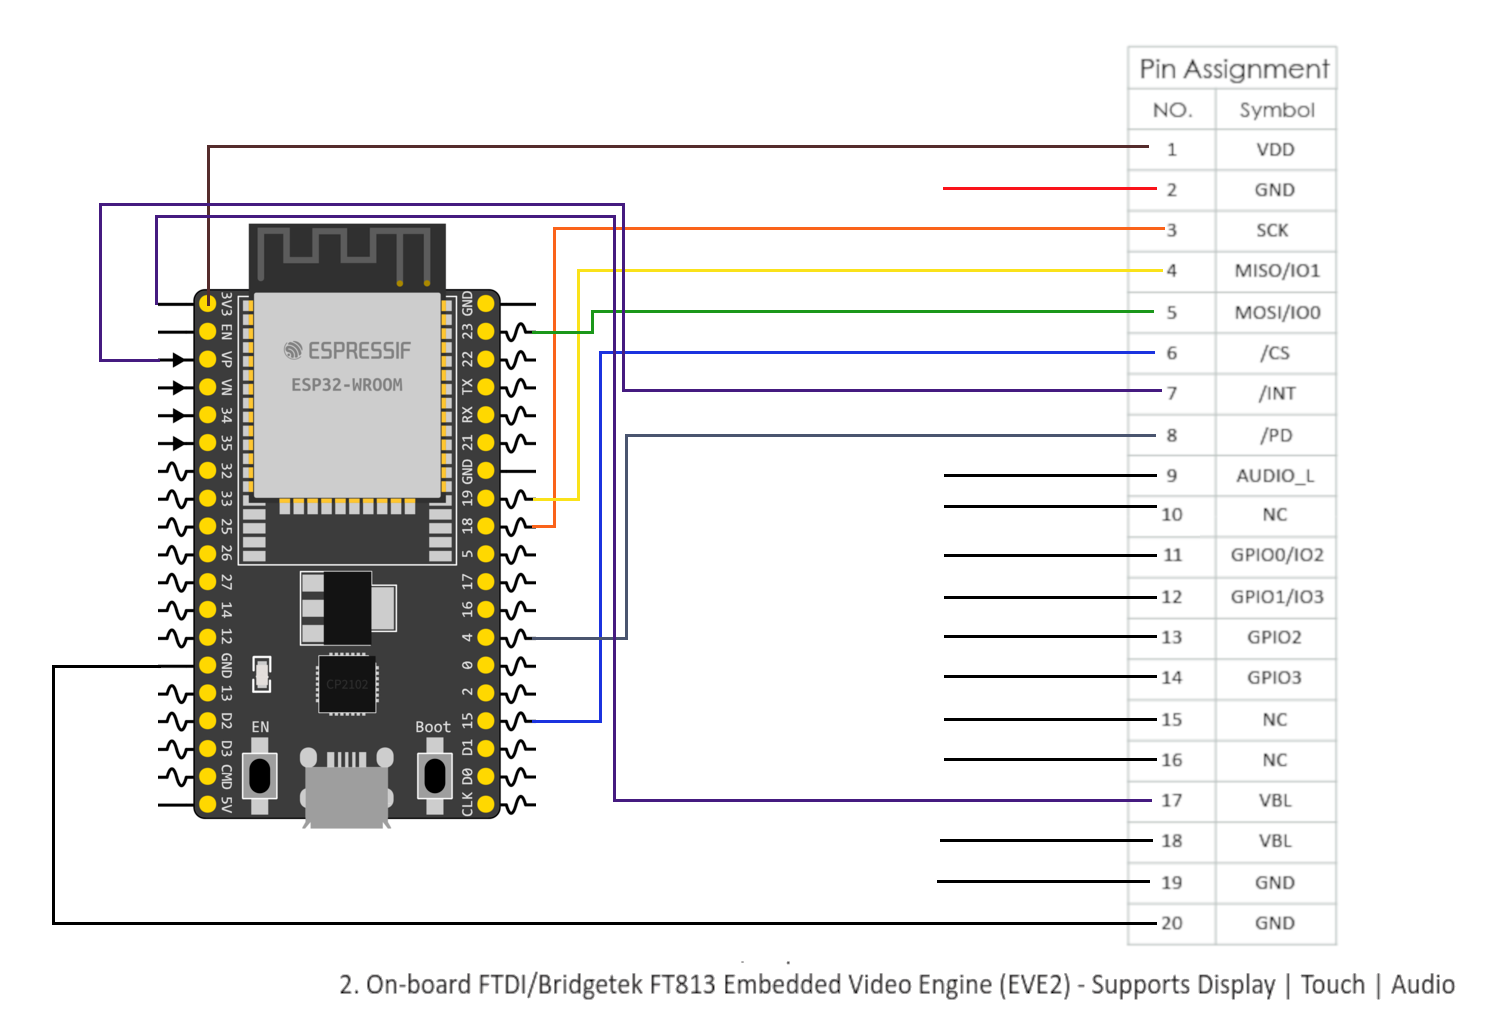 Pin Assignment
NO. Symbol
1 VDD
2 GND
3 SCK
4 MISO/IO1
5 MOSI/IO0
6 /CS
7 /INT
8 /PD
9 AUDIO_L
10 NC
11 GPIO0/IO2
12 GPIO1/IO3
13 GPIO2
14 GPIO3
15 NC
16 NC
17 VBL
18 VBL
19 GND
20 GND
3V3
EN
VP
VN
34
35
32
33
25
26
27
14
12
GND
13
D2
D3
CMD
5V
ESPRESSIF
ESP32-WROOM
CP2102
EN
Boot
GND
23
22
TX
RX
21
GND
19
18
5
17
16
4
0
2
15
D1
D0
CLK
2. On-board FTDI/Bridgetek FT813 Embedded Video Engine (EVE2) - Supports Display | Touch | Audio